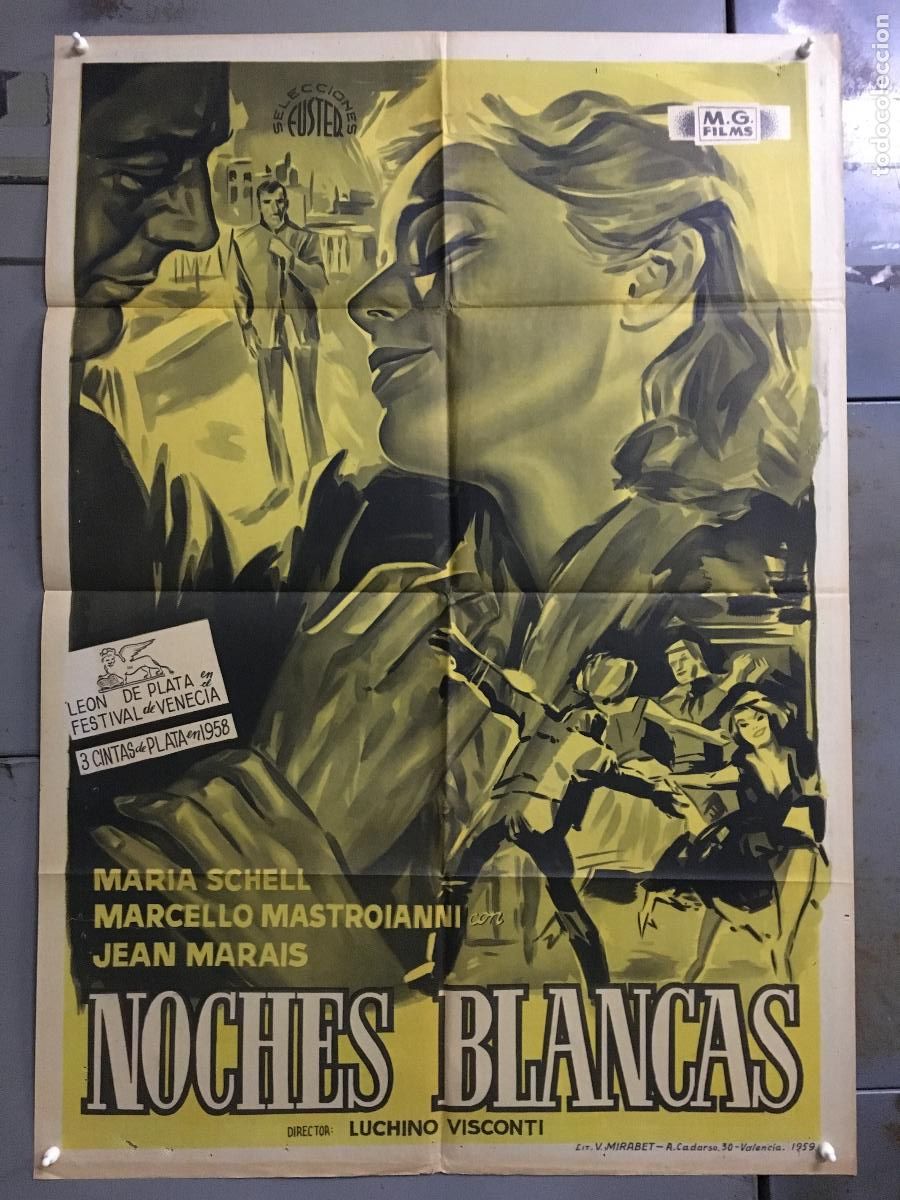 SELECCIONES
FUSTER
M.G.
FILMS
todocoleccion
LEON DE PLATA en el
FESTIVAL de VENECIA
3 CINTAS de PLATA en 1958
MARIA SCHELL
MARCELLO MASTROIANNI con
JEAN MARAIS
NOCHES BLANCAS
DIRECTOR: LUCHINO VISCONTI
LIT. V. MIRABET - A. Cadarso, 30 - Valencia. 1959